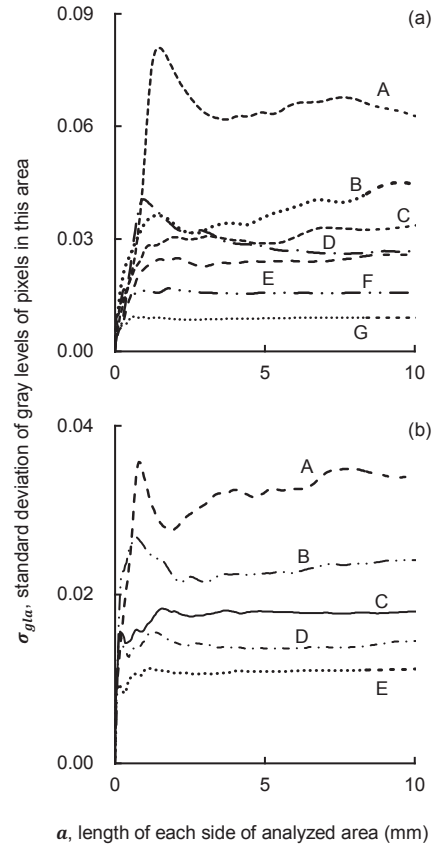 (a)
0.09
A
0.06
B
C
0.03
D
E
F
G
0.00
0
5
10
(b)
0.04
A
B
0.02
C
D
E
0.00
0
5
10
σgla, standard deviation of gray levels of pixels in this area
a, length of each side of analyzed area (mm)